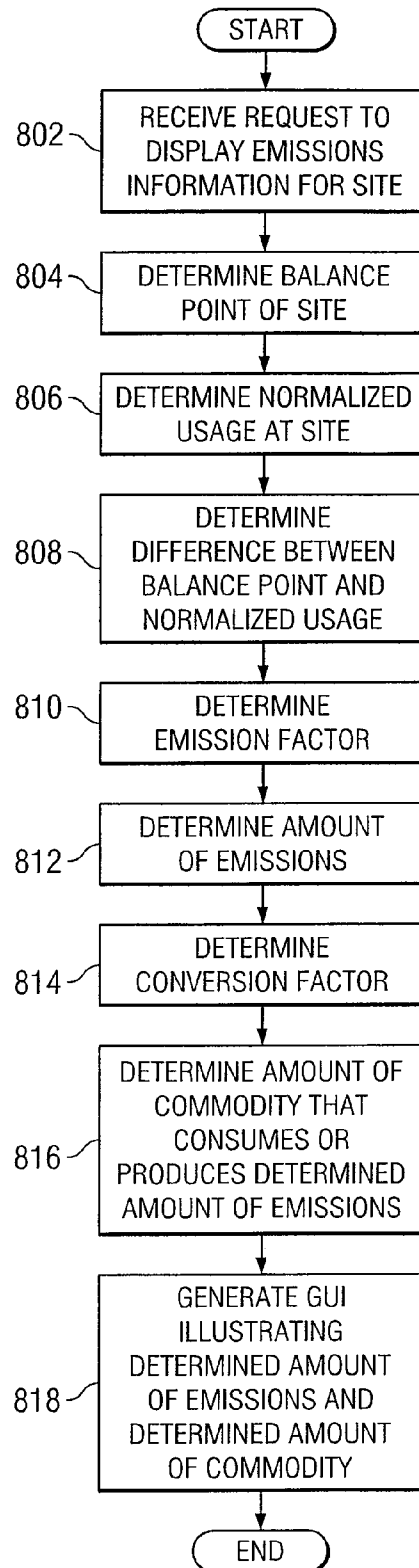 START
802
RECEIVE REQUEST TO
DISPLAY EMISSIONS
INFORMATION FOR SITE
804
DETERMINE BALANCE
POINT OF SITE
806
DETERMINE NORMALIZED
USAGE AT SITE
808
DETERMINE
DIFFERENCE BETWEEN
BALANCE POINT AND
NORMALIZED USAGE
810
DETERMINE
EMISSION FACTOR
812
DETERMINE AMOUNT
OF EMISSIONS
814
DETERMINE
CONVERSION FACTOR
816
DETERMINE AMOUNT OF
COMMODITY THAT
CONSUMES OR
PRODUCES DETERMINED
AMOUNT OF EMISSIONS
818
GENERATE GUI
ILLUSTRATING
DETERMINED AMOUNT
OF EMISSIONS AND
DETERMINED AMOUNT
OF COMMODITY
END